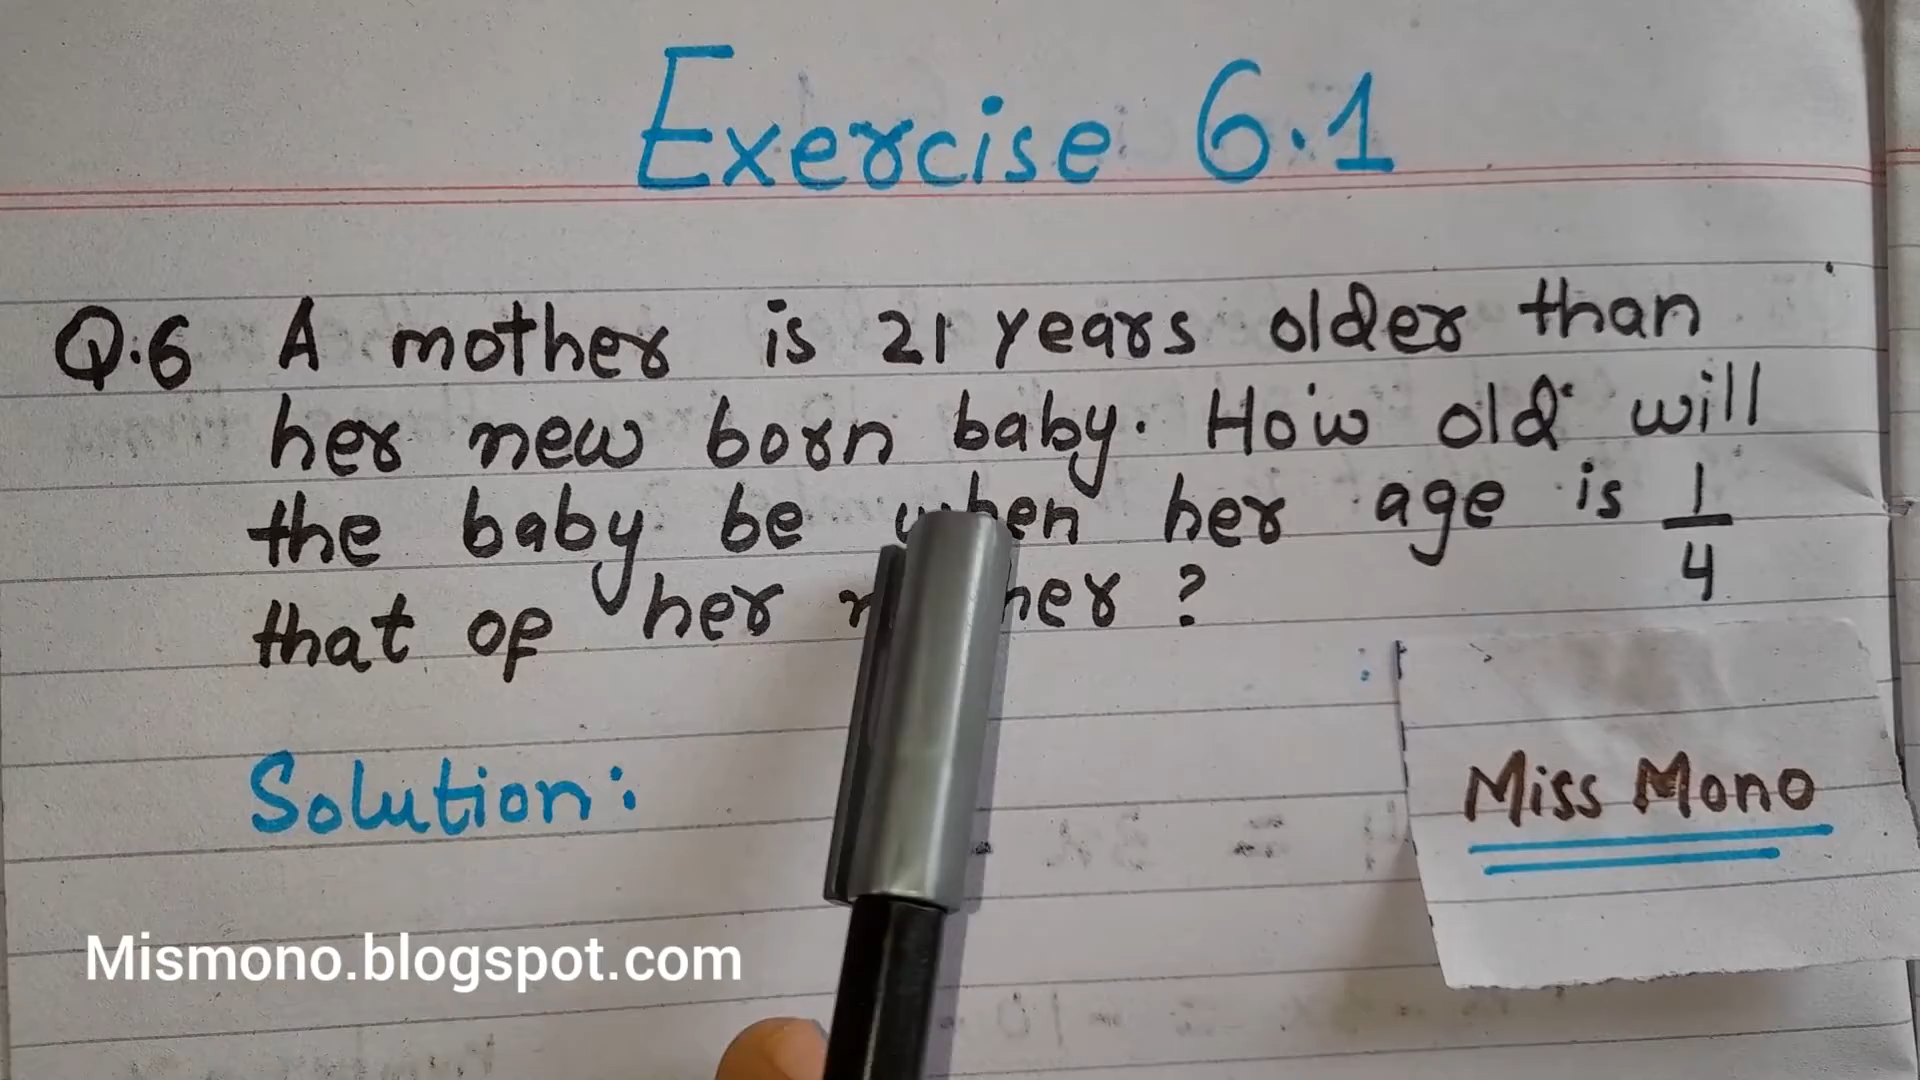 Exercise 6.1
Q.6 A mother is 21 years older than
her new born baby. How old will
the baby be when her age is 1/4
that of her mother ?
Solution:
Miss Mono
Mismono.blogspot.com